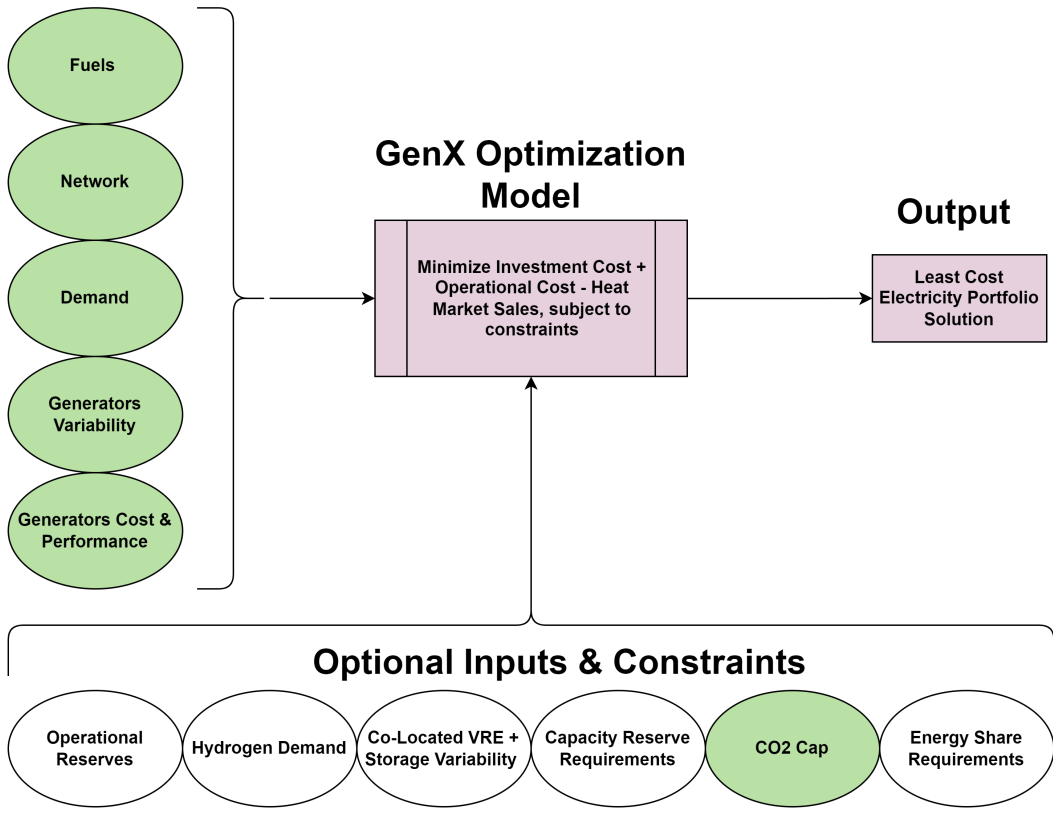 Fuels
Network
Demand
Generators
Variability
Generators Cost &
Performance
GenX Optimization
Model
Minimize Investment Cost +
Operational Cost - Heat
Market Sales, subject to
constraints
Output
Least Cost
Electricity Portfolio
Solution
Optional Inputs & Constraints
Operational
Reserves
Hydrogen Demand
Co-Located VRE +
Storage Variability
Capacity Reserve
Requirements
CO2 Cap
Energy Share
Requirements